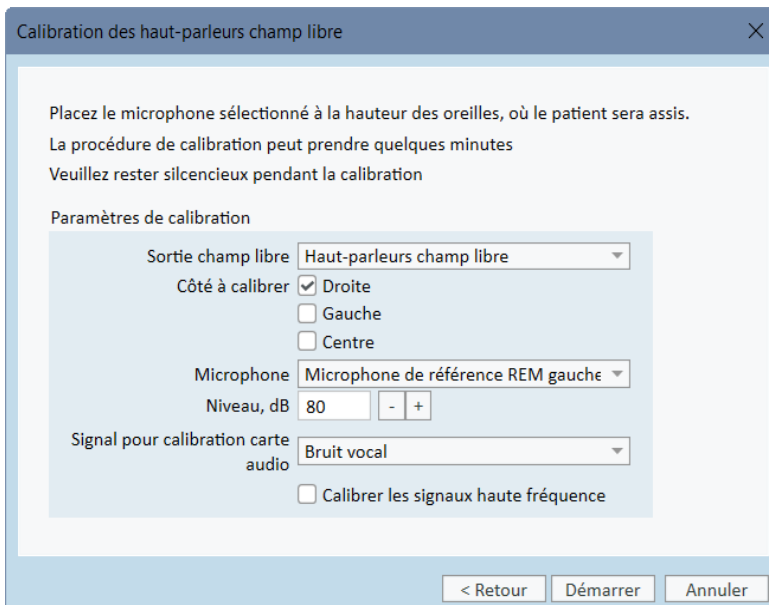 Calibration des haut-parleurs champ libre
Placez le microphone sélectionné à la hauteur des oreilles, où le patient sera assis.
La procédure de calibration peut prendre quelques minutes
Veuillez rester silencieux pendant la calibration
Paramètres de calibration
Sortie champ libre Haut-parleurs champ libre
Côté à calibrer Droite
Gauche
Centre
Microphone Microphone de référence REM gauche
Niveau, dB 80 - +
Signal pour calibration carte
audio
Bruit vocal
Calibrer les signaux haute fréquence
< Retour Démarrer Annuler